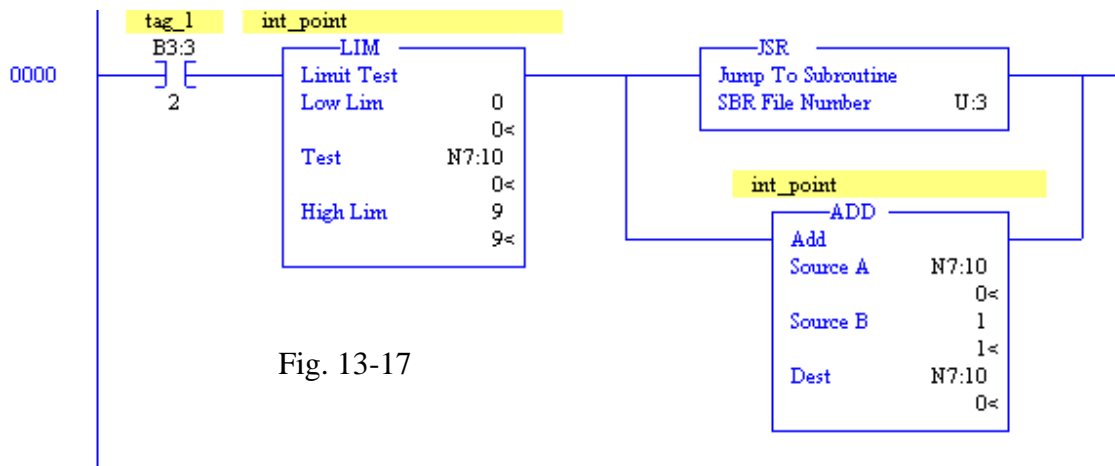 tag_1
int_point
B3:3
LIM
JSR
0000
Limit Test
Jump To Subroutine
2
Low Lim 0
SBR File Number U:3
0<
Test N7:10
0<
int_point
High Lim 9
ADD
9<
Add
Source A N7:10
0<
Source B 1
1<
Fig. 13-17
Dest N7:10
0<